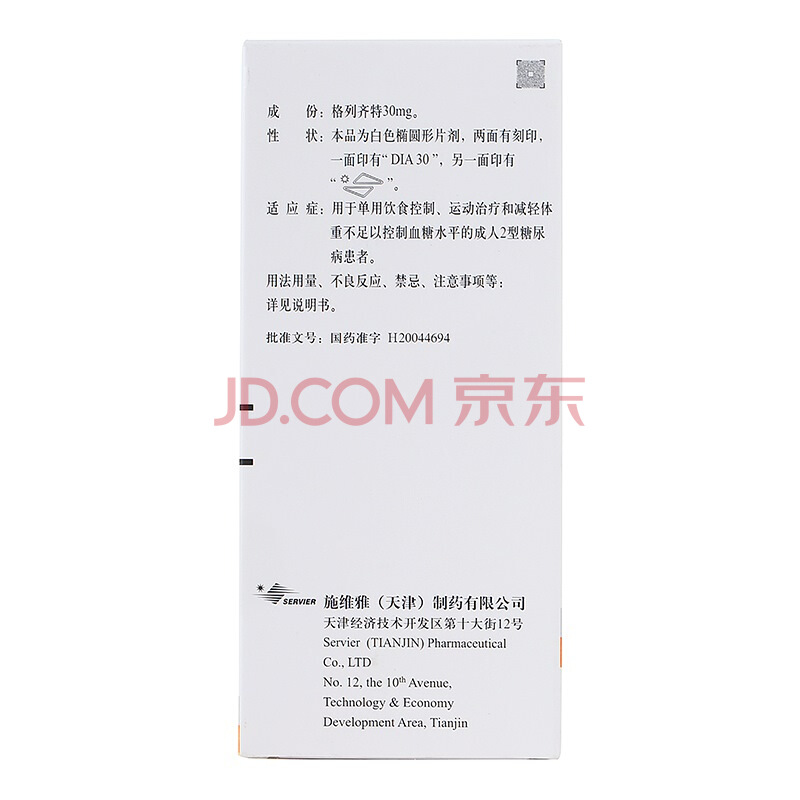 成 份：格列齐特30mg。
性 状：本品为白色椭圆形片剂，两面有刻印，
一面印有“ DIA 30 ”，另一面印有
“ ”。
适 应 症：用于单用饮食控制、运动治疗和减轻体
重不足以控制血糖水平的成人2型糖尿
病患者。
用法用量、不良反应、禁忌、注意事项等：
详见说明书。
批准文号：国药准字 H20044694
JD.COM 京东
SERVIER
施维雅（天津）制药有限公司
天津经济技术开发区第十大街12号
Servier (TIANJIN) Pharmaceutical
Co., LTD
No. 12, the 10th Avenue,
Technology & Economy
Development Area, Tianjin